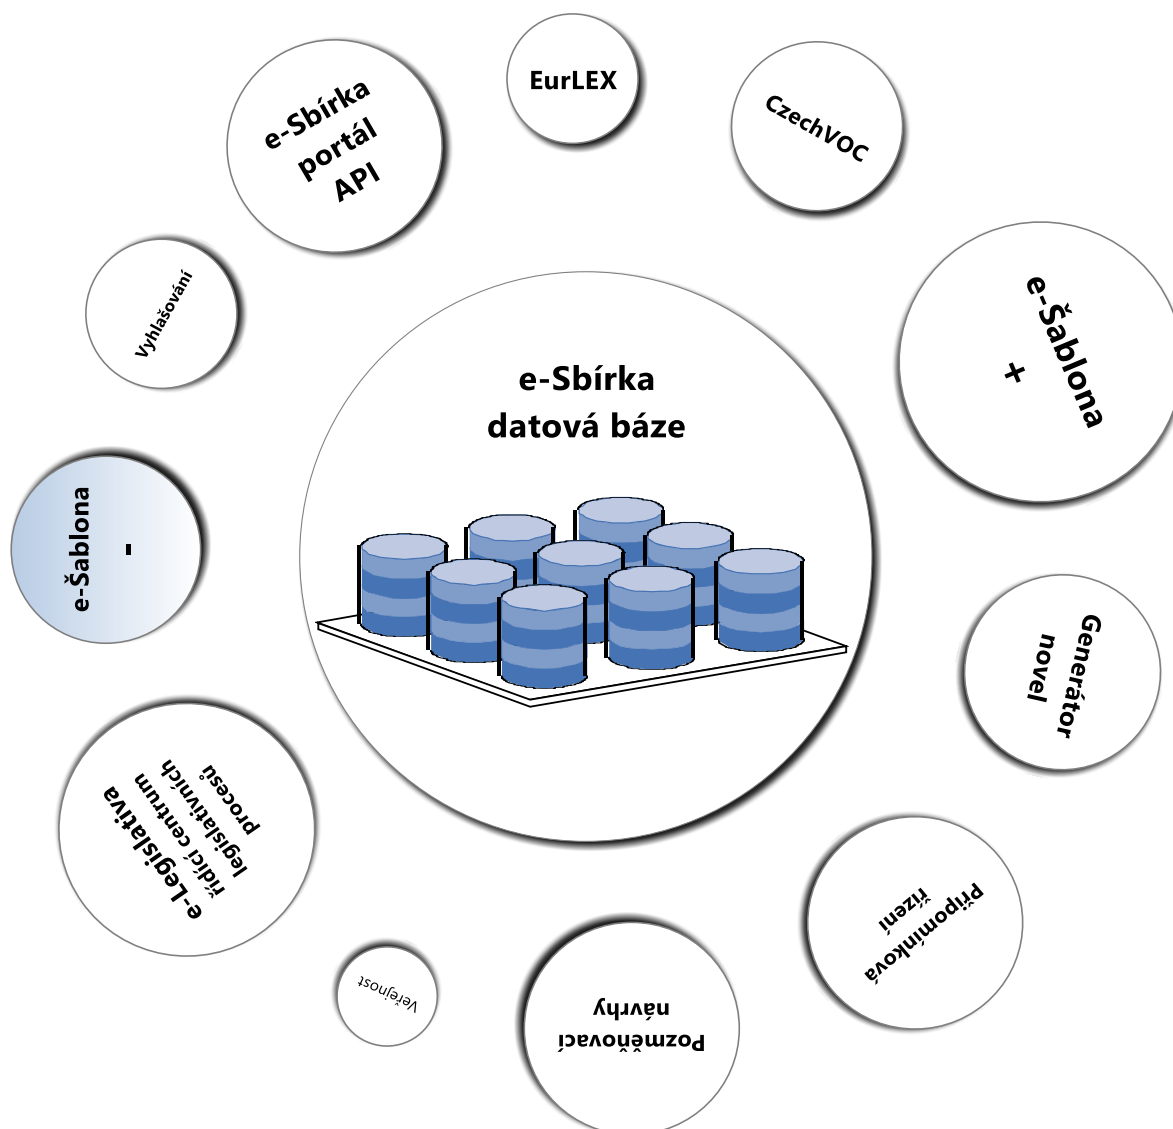 EurLEX
CzechVOC
e-Sbírka
portál
API
e-Šablona
+
Vyhlašování
e-Sbírka
datová báze
e-Šablona
-
Generátor
novel
e-Legislativa
řídící centrum
legislativních
procesů
Připomínková
řízení
Veřejnost
Pozměňovací
návrhy